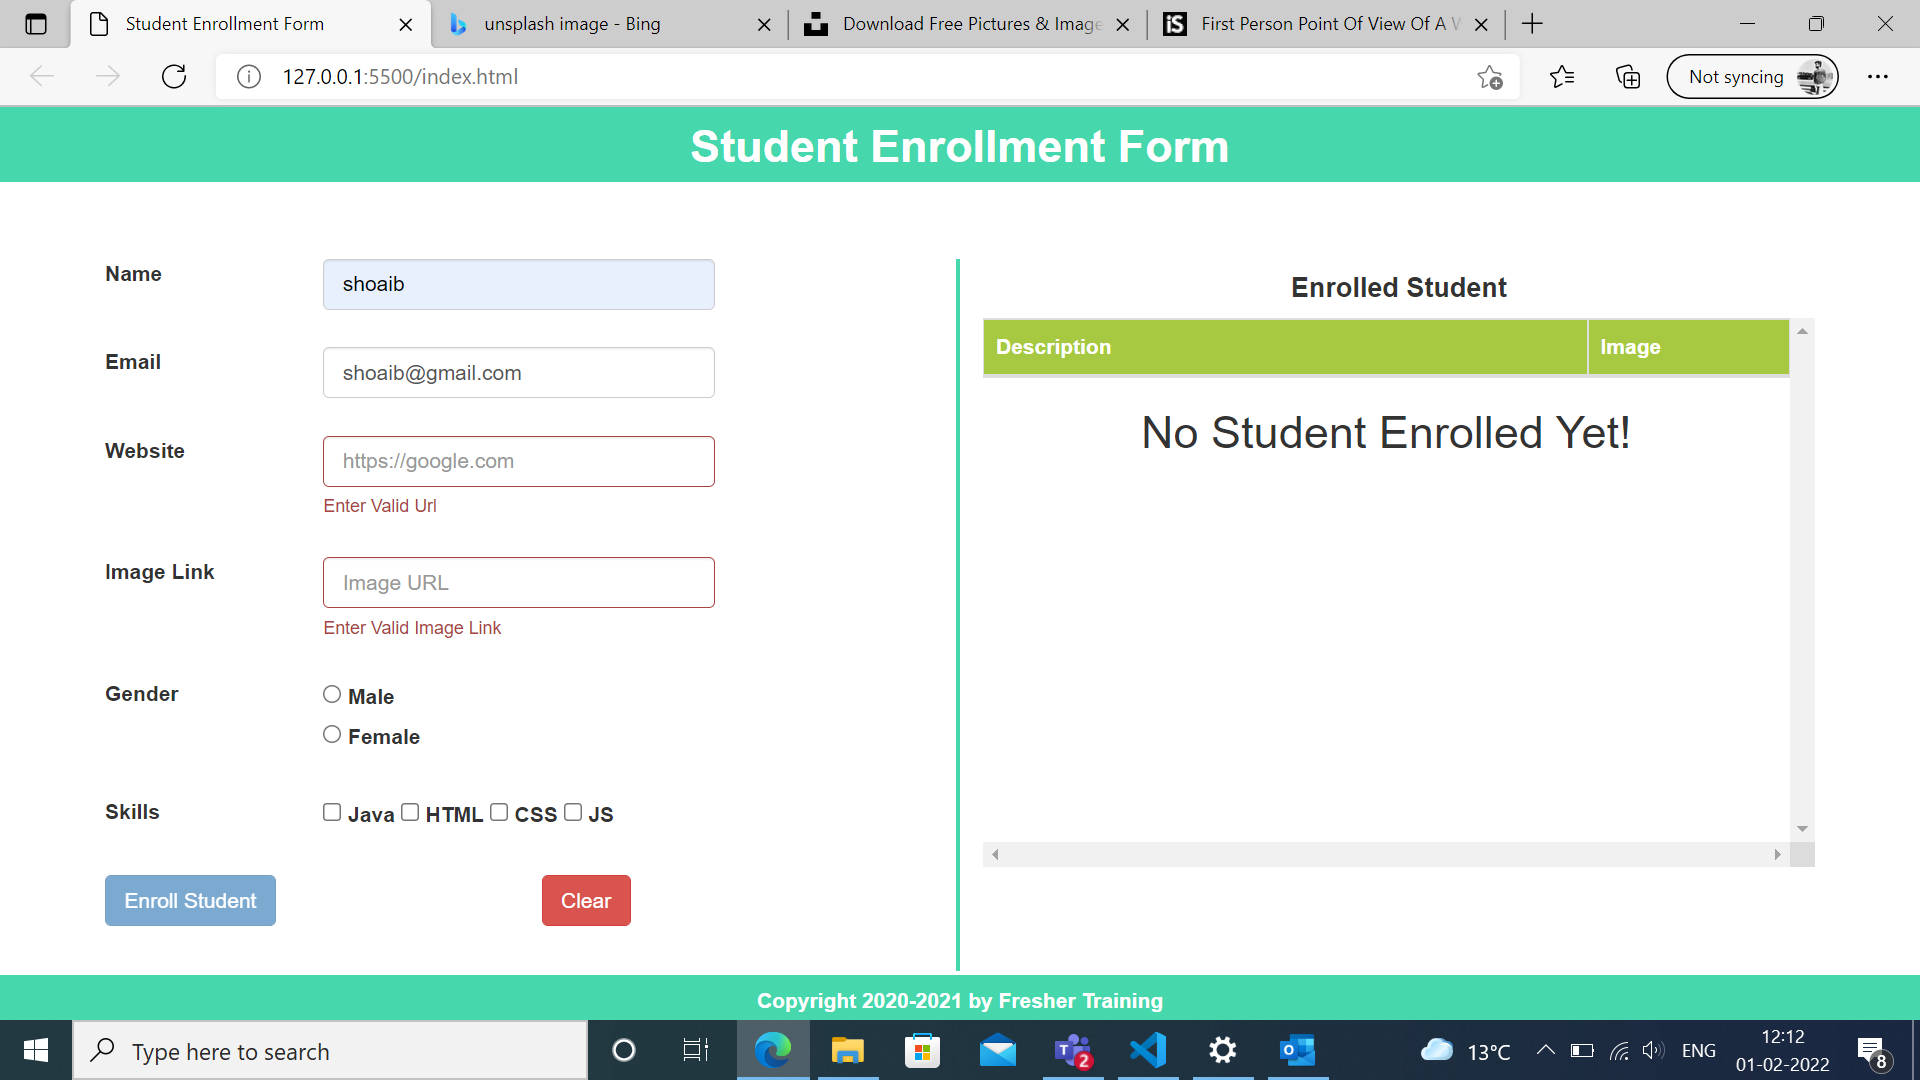 Student Enrollment Form
unsplash image - Bing
Download Free Pictures & Image
First Person Point Of View Of A
127.0.0.1:5500/index.html
Not syncing
Student Enrollment Form
Name
shoaib
Email
shoaib@gmail.com
Website
https://google.com
Enter Valid Url
Image Link
Image URL
Enter Valid Image Link
Gender
Male
Female
Skills
Java HTML CSS JS
Enroll Student
Clear
Enrolled Student
Description Image
No Student Enrolled Yet!
Copyright 2020-2021 by Fresher Training
Type here to search
2
13°C
ENG
12:12
01-02-2022
8